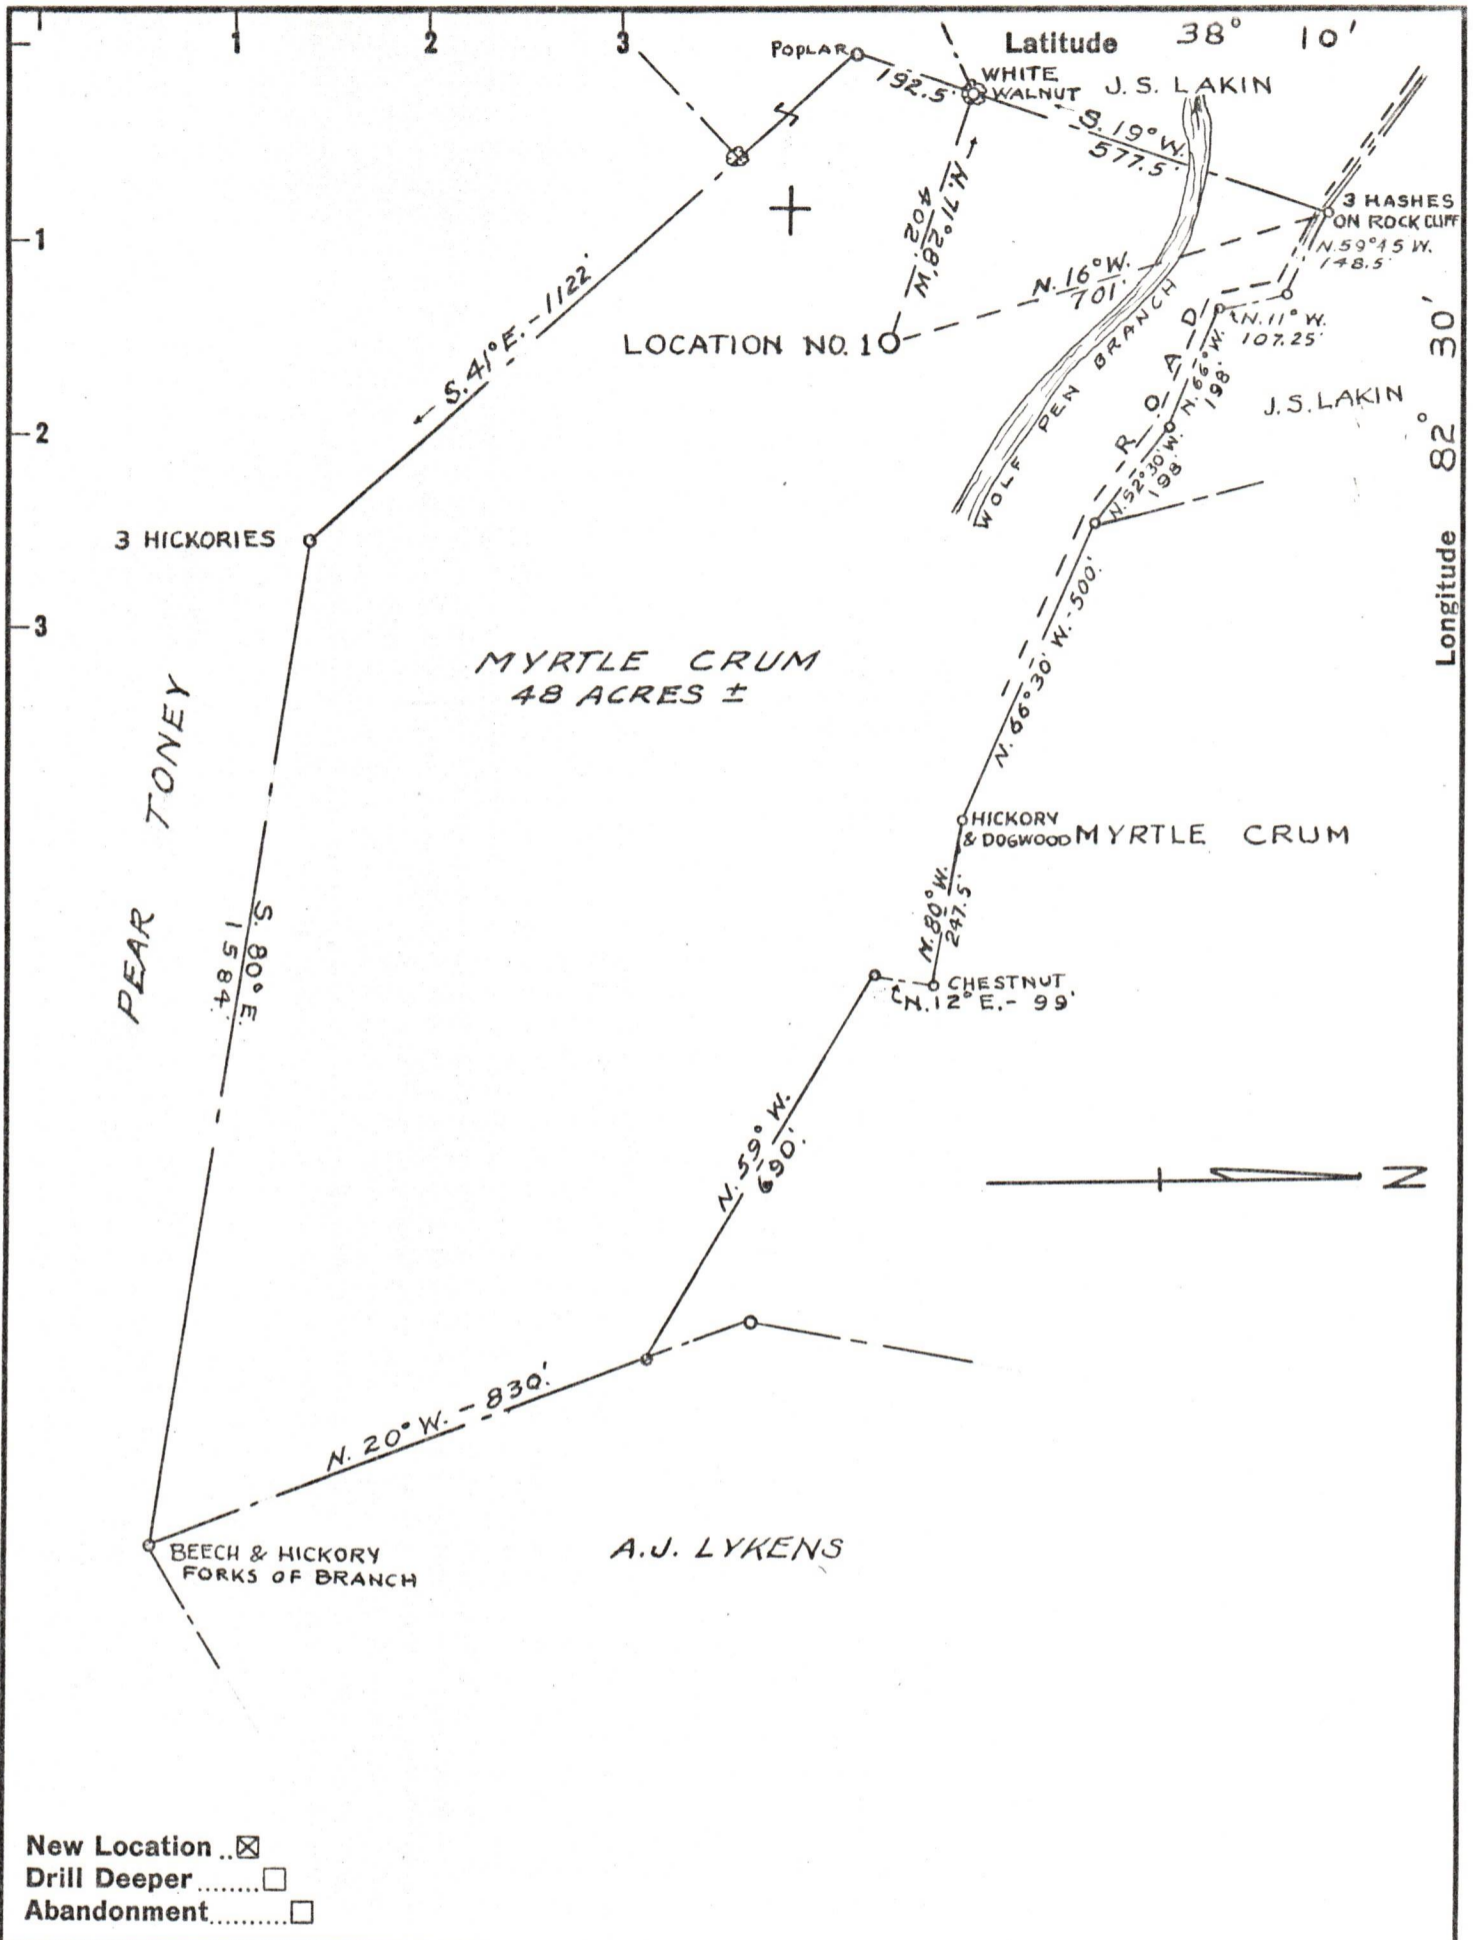 1 2 3
Latitude 38° 10'
POPLAR
192.5'
WHITE
WALNUT
J. S. LAKIN
S. 19° W.
577.5'
3 HASHES
ON ROCK CLIFF
N. 59° 45 W.
148.5'
1
N. 71° 28' W.
402'
N. 16° W.
701'
N. 11° W.
107.25'
S. 41° E. - 1122'
LOCATION NO. 1
WOLF PEN BRANCH
ROAD
N. 66° W.
198'
J. S. LAKIN
Longitude 82° 30'
2
N. 52° 30' W.
198'
3 HICKORIES
3
N. 66° 30' W. - 500'.
MYRTLE CRUM
48 ACRES ±
PEAR TONEY
HICKORY
& DOGWOOD
MYRTLE CRUM
S. 80° E.
1584'.
N. 80° W.
247.5'
CHESTNUT
N. 12° E. - 99'
N. 59° W.
690'.
N
N. 20° W. - 830'.
BEECH & HICKORY
FORKS OF BRANCH
A. J. LYKENS
New Location .. ☒
Drill Deeper ........ ☐
Abandonment .......... ☐